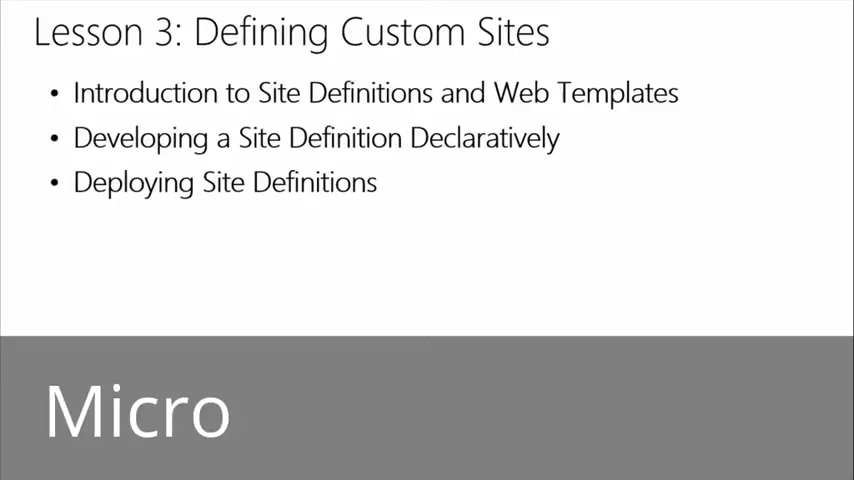 Lesson 3: Defining Custom Sites
• Introduction to Site Definitions and Web Templates
• Developing a Site Definition Declaratively
• Deploying Site Definitions
Micro